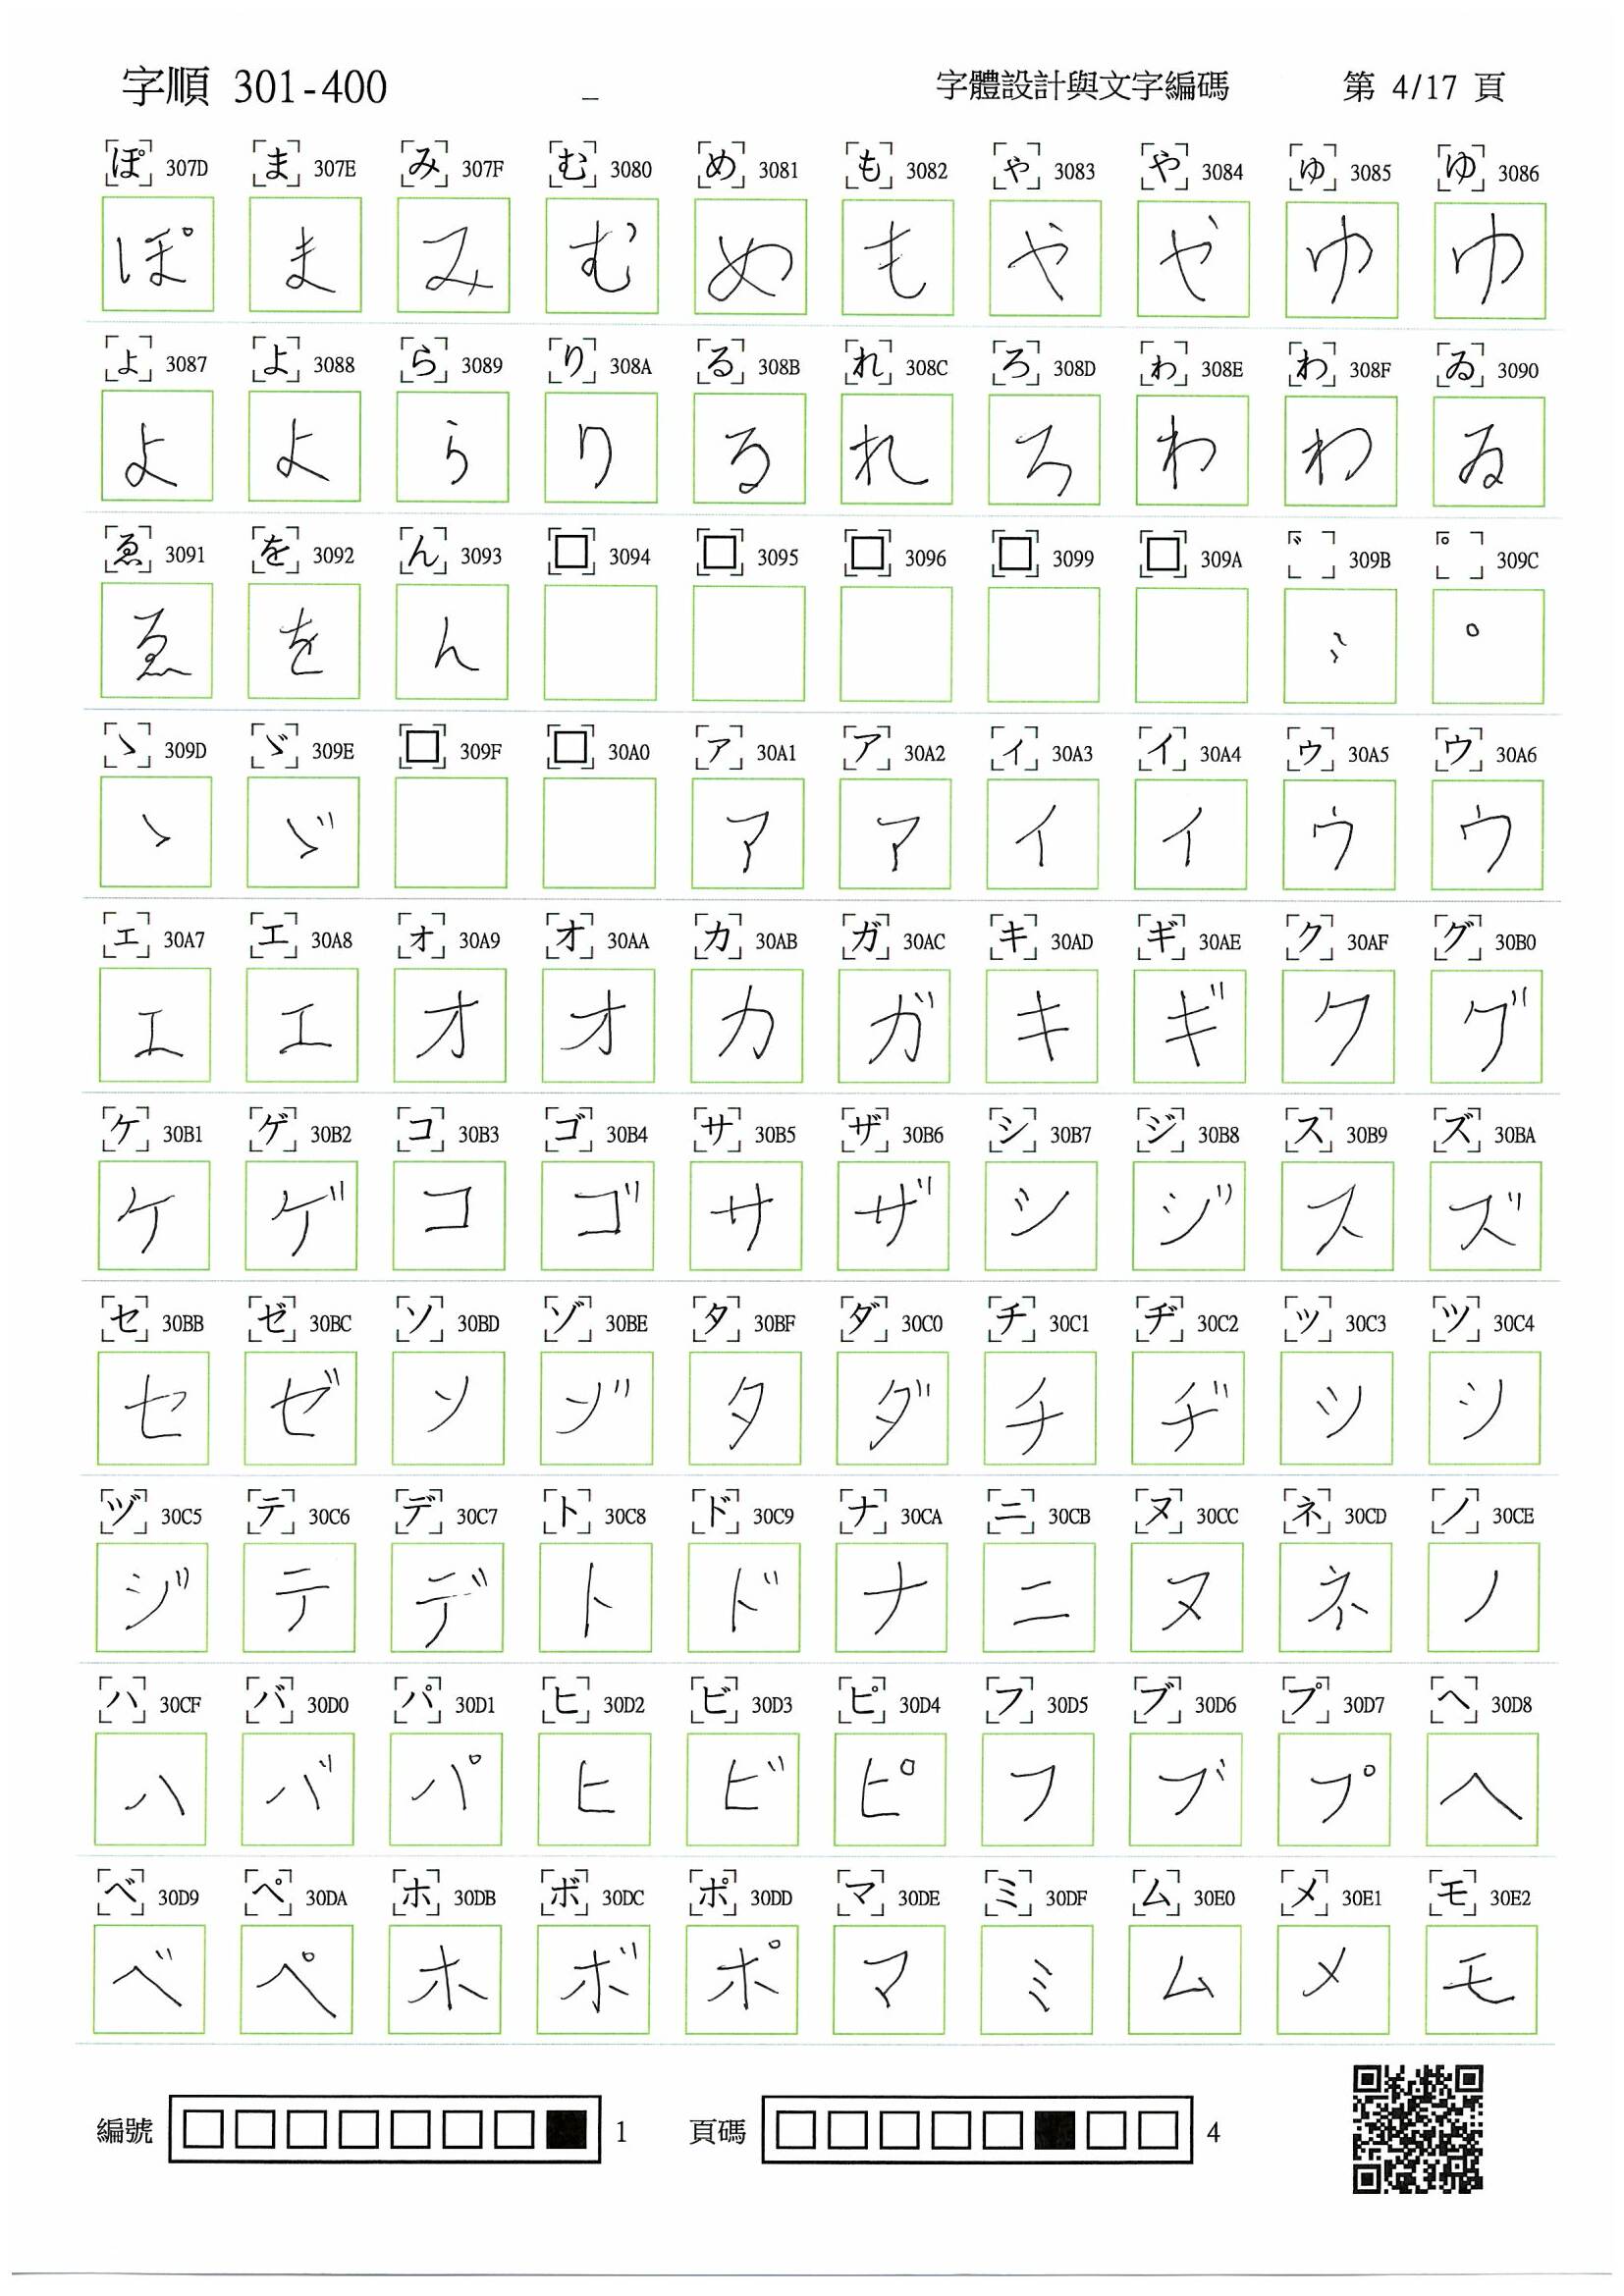 字順 301-400 _ 字體設計與文字編碼 第 4/17 頁
ぽ 307D ま 307E み 307F む 3080 め 3081 も 3082 ゃ 3083 や 3084 ゅ 3085 ゆ 3086
ぽ ま み む め も や や ゆ ゆ
ょ 3087 よ 3088 ら 3089 り 308A る 308B れ 308C ろ 308D ゎ 308E わ 308F ゐ 3090
よ よ ら り る れ ろ わ わ ゐ
ゑ 3091 を 3092 ん 3093 □ 3094 □ 3095 □ 3096 □ 3099 □ 309A ゛ 309B ゜ 309C
ゑ を ん ゛ ゜
ゝ 309D ゞ 309E □ 309F □ 30A0 ァ 30A1 ア 30A2 ィ 30A3 イ 30A4 ゥ 30A5 ウ 30A6
ゝ ゞ ア ア イ イ ウ ウ
ェ 30A7 エ 30A8 ォ 30A9 オ 30AA カ 30AB ガ 30AC キ 30AD ギ 30AE ク 30AF グ 30B0
エ エ オ オ カ ガ キ ギ ク グ
ケ 30B1 ゲ 30B2 コ 30B3 ゴ 30B4 サ 30B5 ザ 30B6 シ 30B7 ジ 30B8 ス 30B9 ズ 30BA
ケ ゲ コ ゴ サ ザ シ ジ ス ズ
セ 30BB ゼ 30BC ソ 30BD ゾ 30BE タ 30BF ダ 30C0 チ 30C1 ヂ 30C2 ッ 30C3 ツ 30C4
セ ゼ ソ ゾ タ ダ チ ヂ ツ シ
ヅ 30C5 テ 30C6 デ 30C7 ト 30C8 ド 30C9 ナ 30CA ニ 30CB ヌ 30CC ネ 30CD ノ 30CE
ジ テ デ ト ド ナ ニ ヌ ネ ノ
ハ 30CF バ 30D0 パ 30D1 ヒ 30D2 ビ 30D3 ピ 30D4 フ 30D5 ブ 30D6 プ 30D7 ヘ 30D8
ハ バ パ ヒ ビ ピ フ ブ プ ヘ
ベ 30D9 ペ 30DA ホ 30DB ボ 30DC ポ 30DD マ 30DE ミ 30DF ム 30E0 メ 30E1 モ 30E2
ベ ペ ホ ボ ポ マ ミ ム メ モ
編號 □□□□□□□■ 1 頁碼 □□□□□■□□ 4